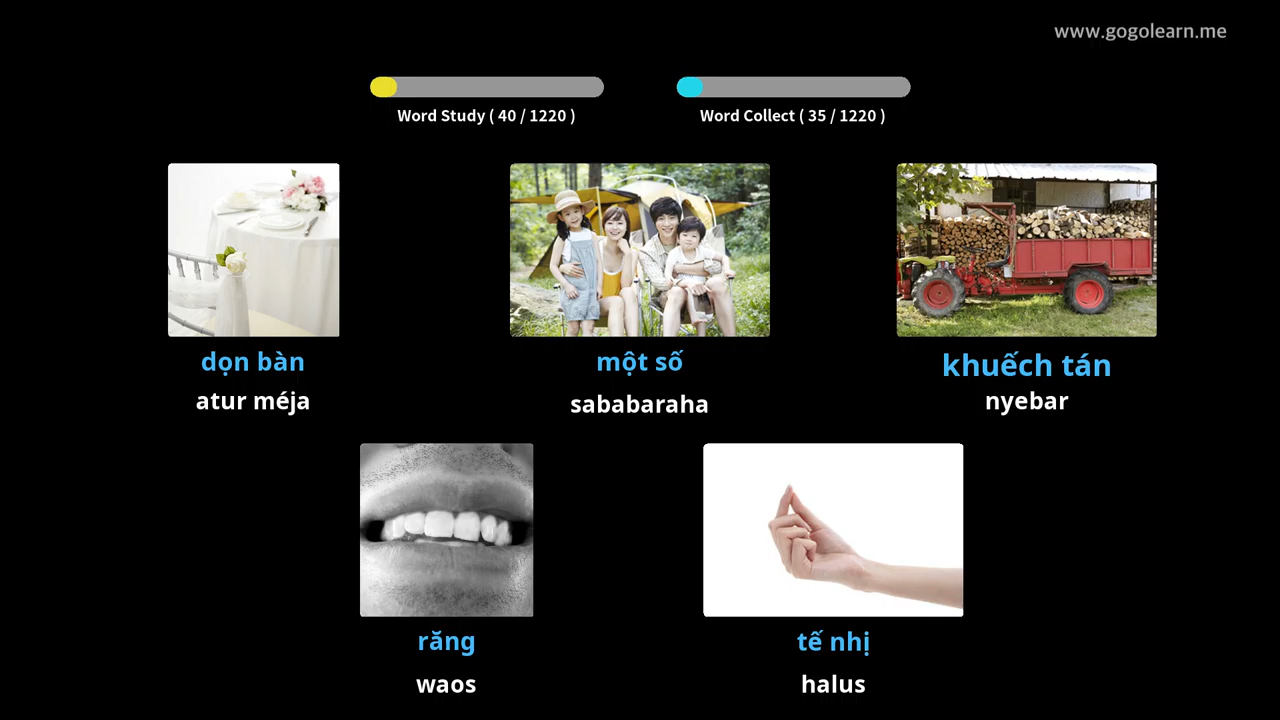 www.gogolearn.me
Word Study ( 40 / 1220 )
Word Collect ( 35 / 1220 )
dọn bàn
atur méja
một số
sababaraha
khuếch tán
nyebar
răng
waos
tế nhị
halus